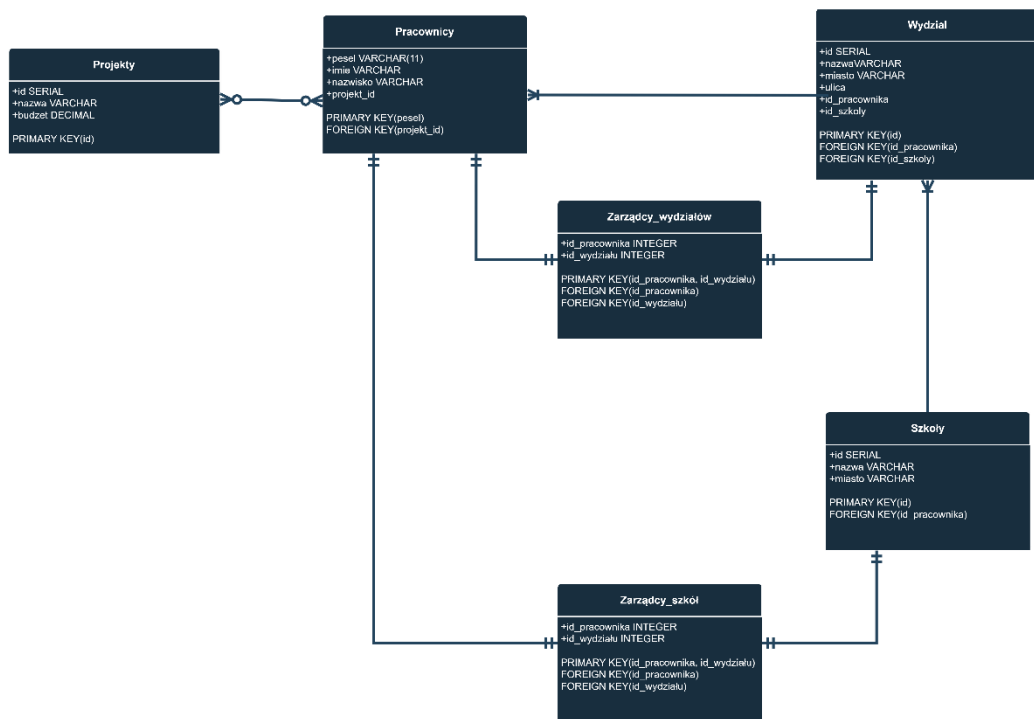 Projekty
+id SERIAL
+nazwa VARCHAR
+budzet DECIMAL
PRIMARY KEY(id)
Pracownicy
+pesel VARCHAR(11)
+imie VARCHAR
+nazwisko VARCHAR
+projekt_id
PRIMARY KEY(pesel)
FOREIGN KEY(projekt_id)
Wydzial
+id SERIAL
+nazwaVARCHAR
+miasto VARCHAR
+ulica
+id_pracownika
+id_szkoly
PRIMARY KEY(id)
FOREIGN KEY(id_pracownika)
FOREIGN KEY(id_szkoly)
Zarządcy_wydziałów
+id_pracownika INTEGER
+id_wydziału INTEGER
PRIMARY KEY(id_pracownika, id_wydziału)
FOREIGN KEY(id_pracownika)
FOREIGN KEY(id_wydziału)
Szkoły
+id SERIAL
+nazwa VARCHAR
+miasto VARCHAR
PRIMARY KEY(id)
FOREIGN KEY(id_pracownika)
Zarządcy_szkół
+id_pracownika INTEGER
+id_wydziału INTEGER
PRIMARY KEY(id_pracownika, id_wydziału)
FOREIGN KEY(id_pracownika)
FOREIGN KEY(id_wydziału)